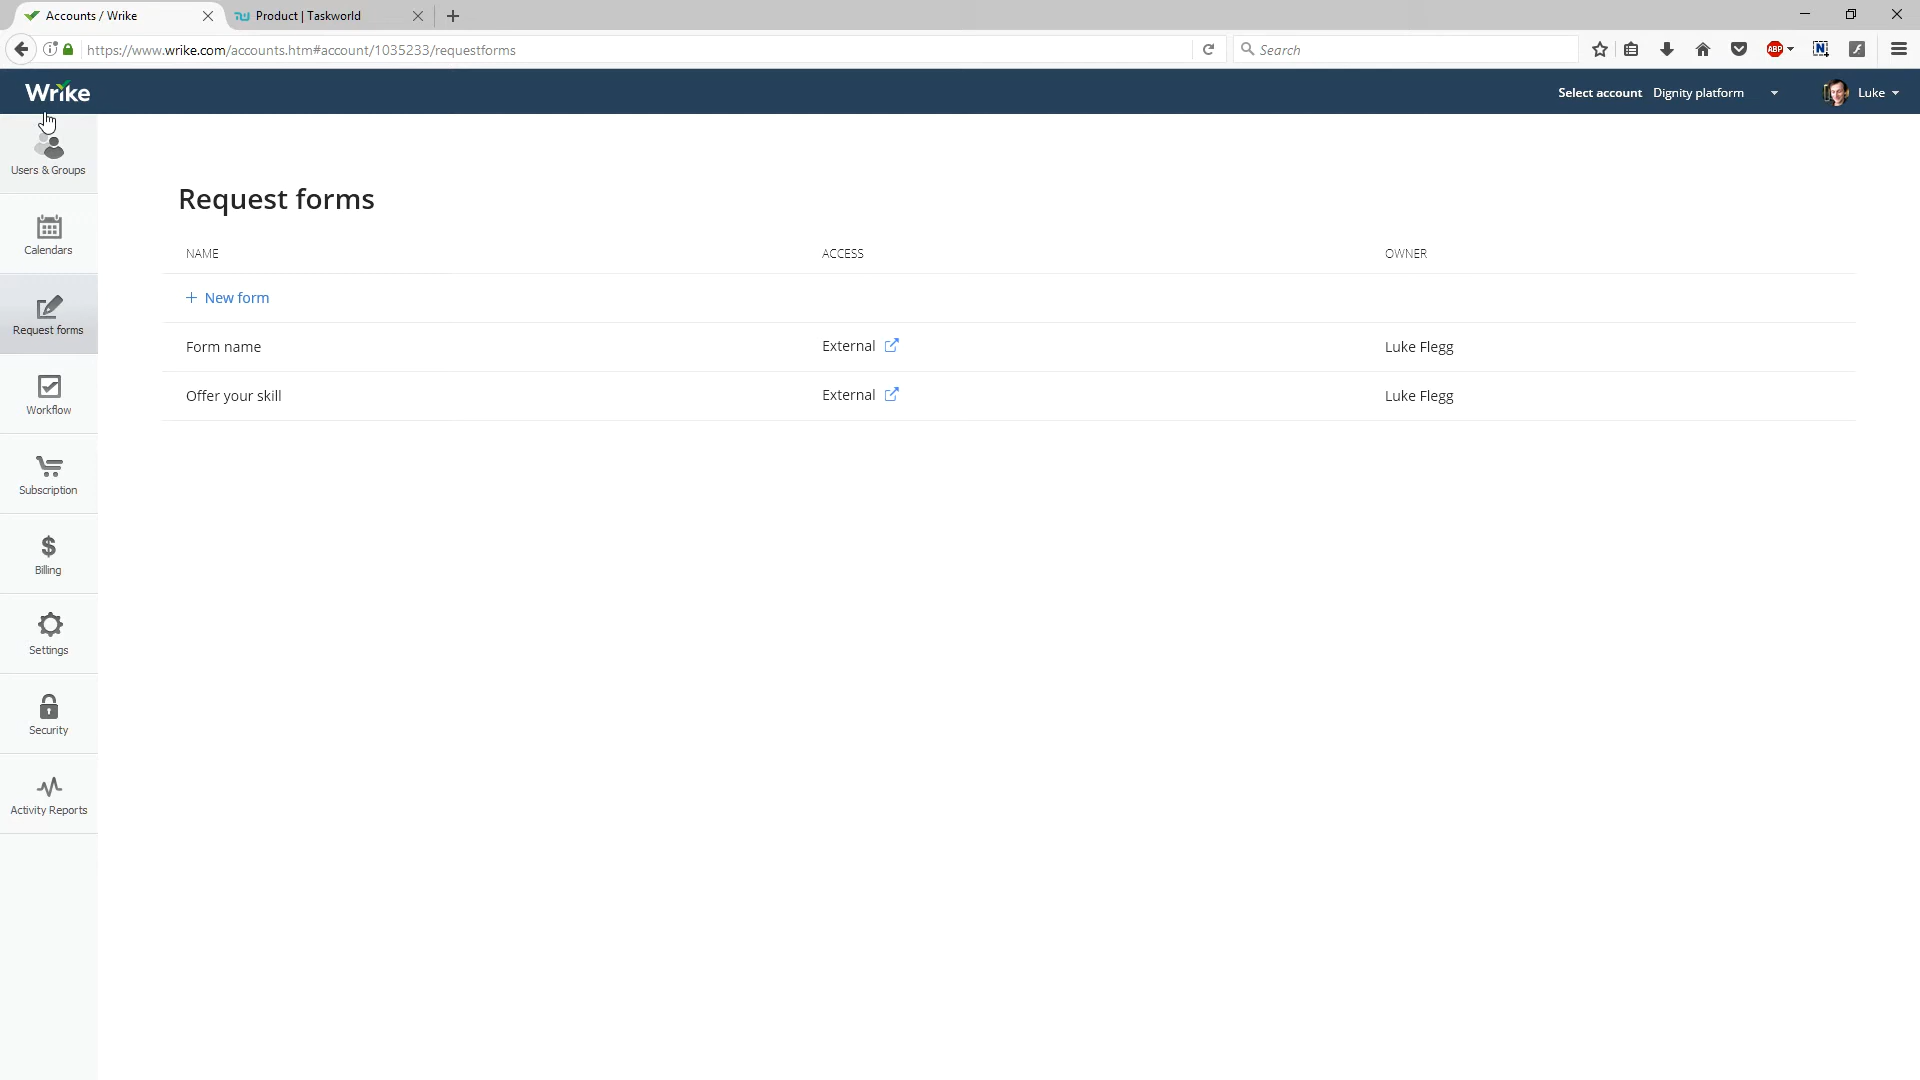 Accounts / Wrike
Product | Taskworld
https://www.wrike.com/accounts.htm#account/1035233/requestforms
Search
ABP
N
Wrike
Select account Dignity platform
Luke
Users & Groups
Calendars
Request forms
Workflow
Subscription
$
Billing
Settings
Security
Activity Reports
Request forms
NAME ACCESS OWNER
+ New form
Form name External Luke Flegg
Offer your skill External Luke Flegg